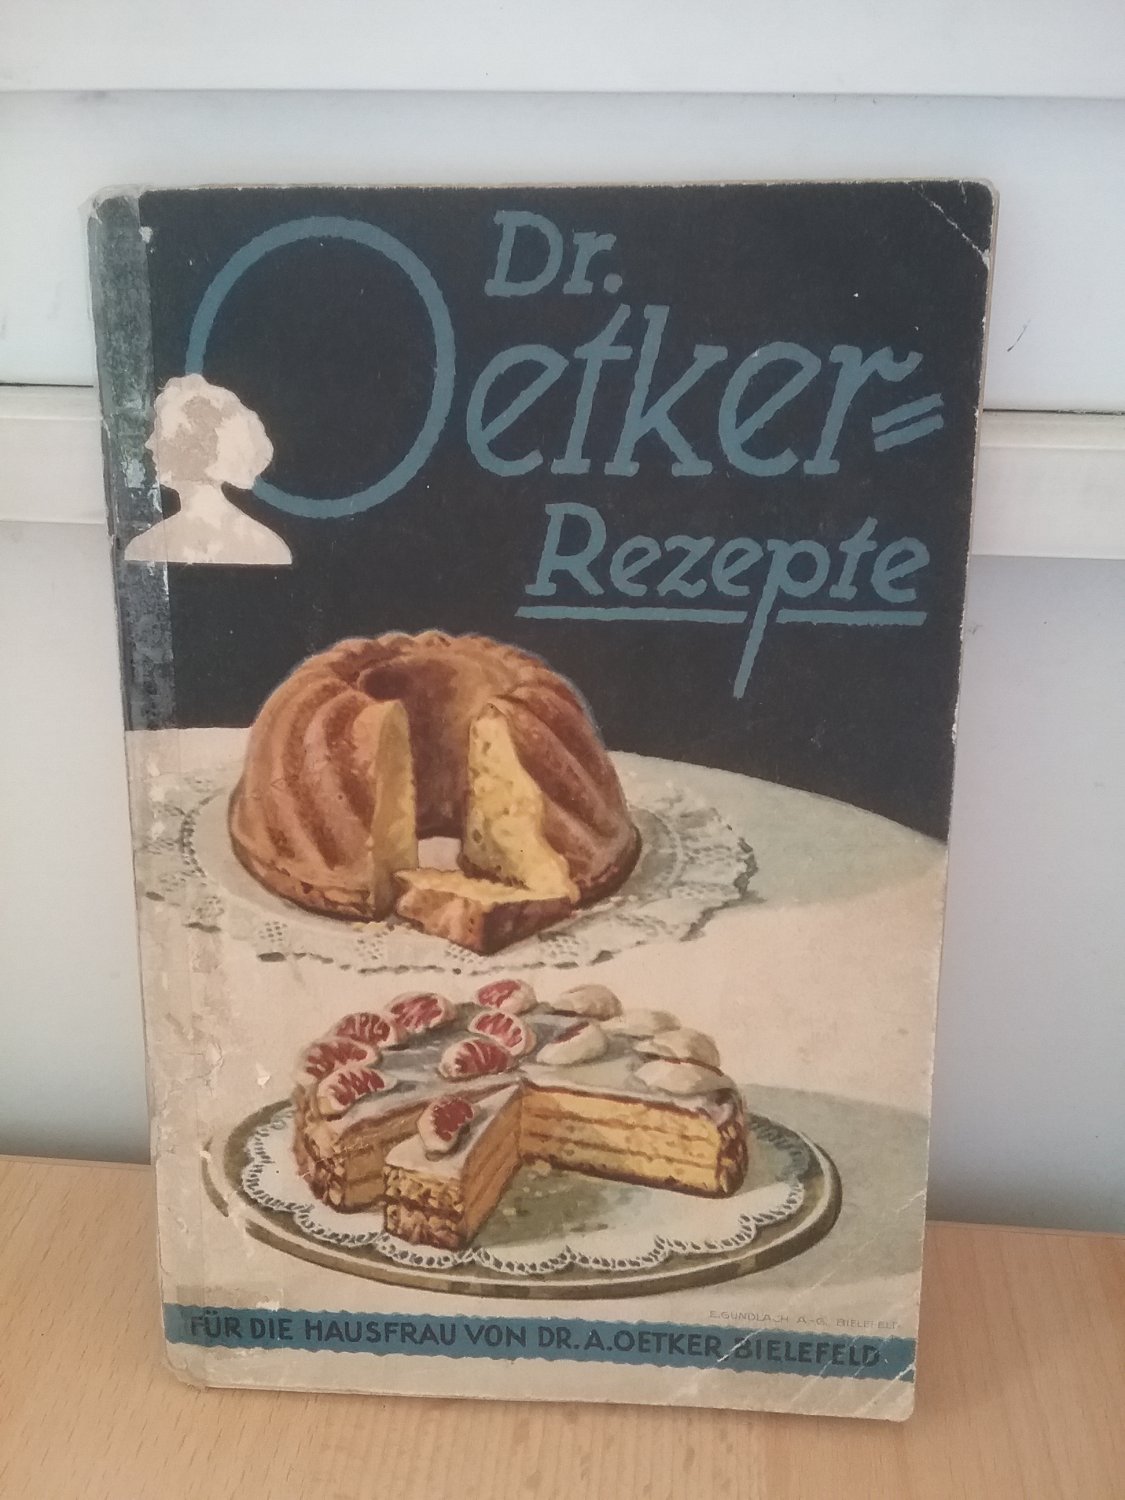 Dr.
Oetker=
Rezepte
E. GUNDLACH A.-G. BIELEFELD
FÜR DIE HAUSFRAU VON DR. A. OETKER, BIELEFELD